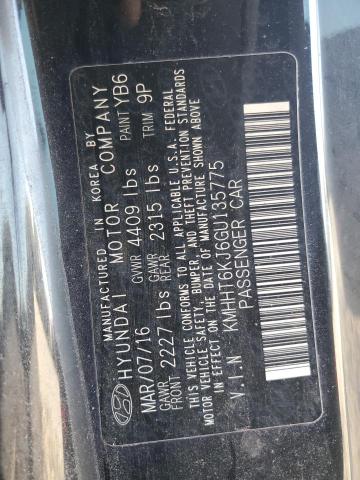 MANUFACTURED IN KOREA BY
HYUNDAI MOTOR COMPANY
MAR/07/16 GVWR 4409 lbs PAINT YB6
GAWR FRONT 2227 lbs GAWR REAR 2315 lbs TRIM 9P
THIS VEHICLE CONFORMS TO ALL APPLICABLE U.S.A. FEDERAL
MOTOR VEHICLE SAFETY, BUMPER, AND THEFT PREVENTION STANDARDS
IN EFFECT ON THE DATE OF MANUFACTURE SHOWN ABOVE.
V.I.N KMHHT6KJ6GU135775
PASSENGER CAR